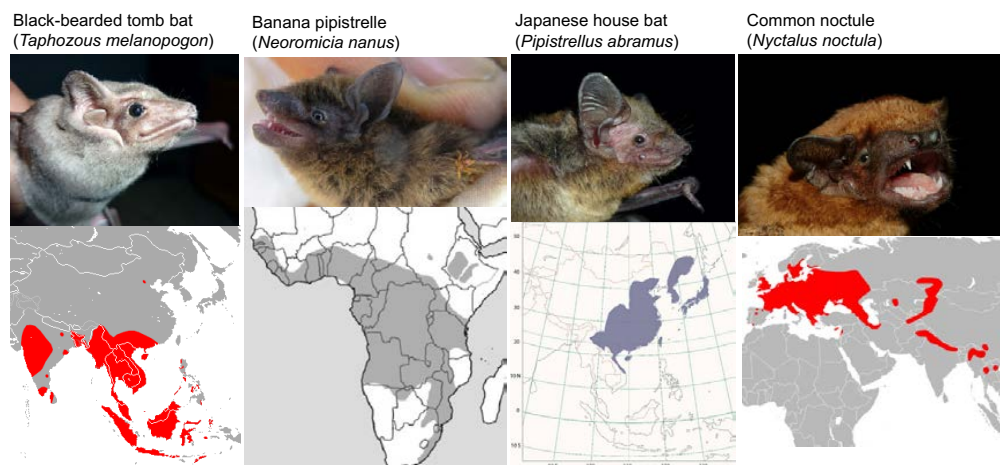 Black-bearded tomb bat
(Taphozous melanopogon)
Banana pipistrelle
(Neoromicia nanus)
Japanese house bat
(Pipistrellus abramus)
Common noctule
(Nyctalus noctula)